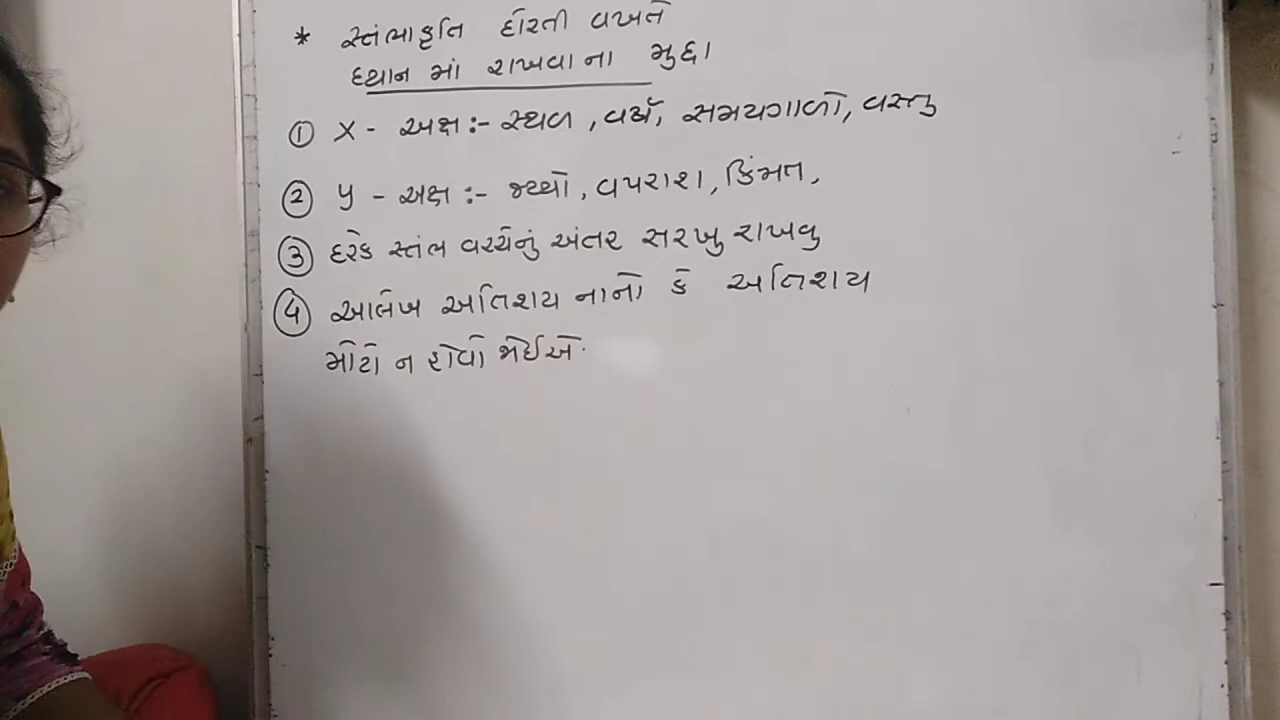 * સ્તંભાકૃતિ દોરતી વખતે
ધ્યાન માં રાખવાના મુદ્દા
① X - અક્ષ :- સ્થળ , વર્ષ, સમયગાળો, વસ્તુ
② y - અક્ષ :- જથ્થો , વપરાશ , કિંમત ,
③ દરેક સ્તંભ વચ્ચેનું અંતર સરખુ રાખવુ
④ આલેખ અતિશય નાનો કે અતિશય
મોટો ન હોવો જોઈએ.